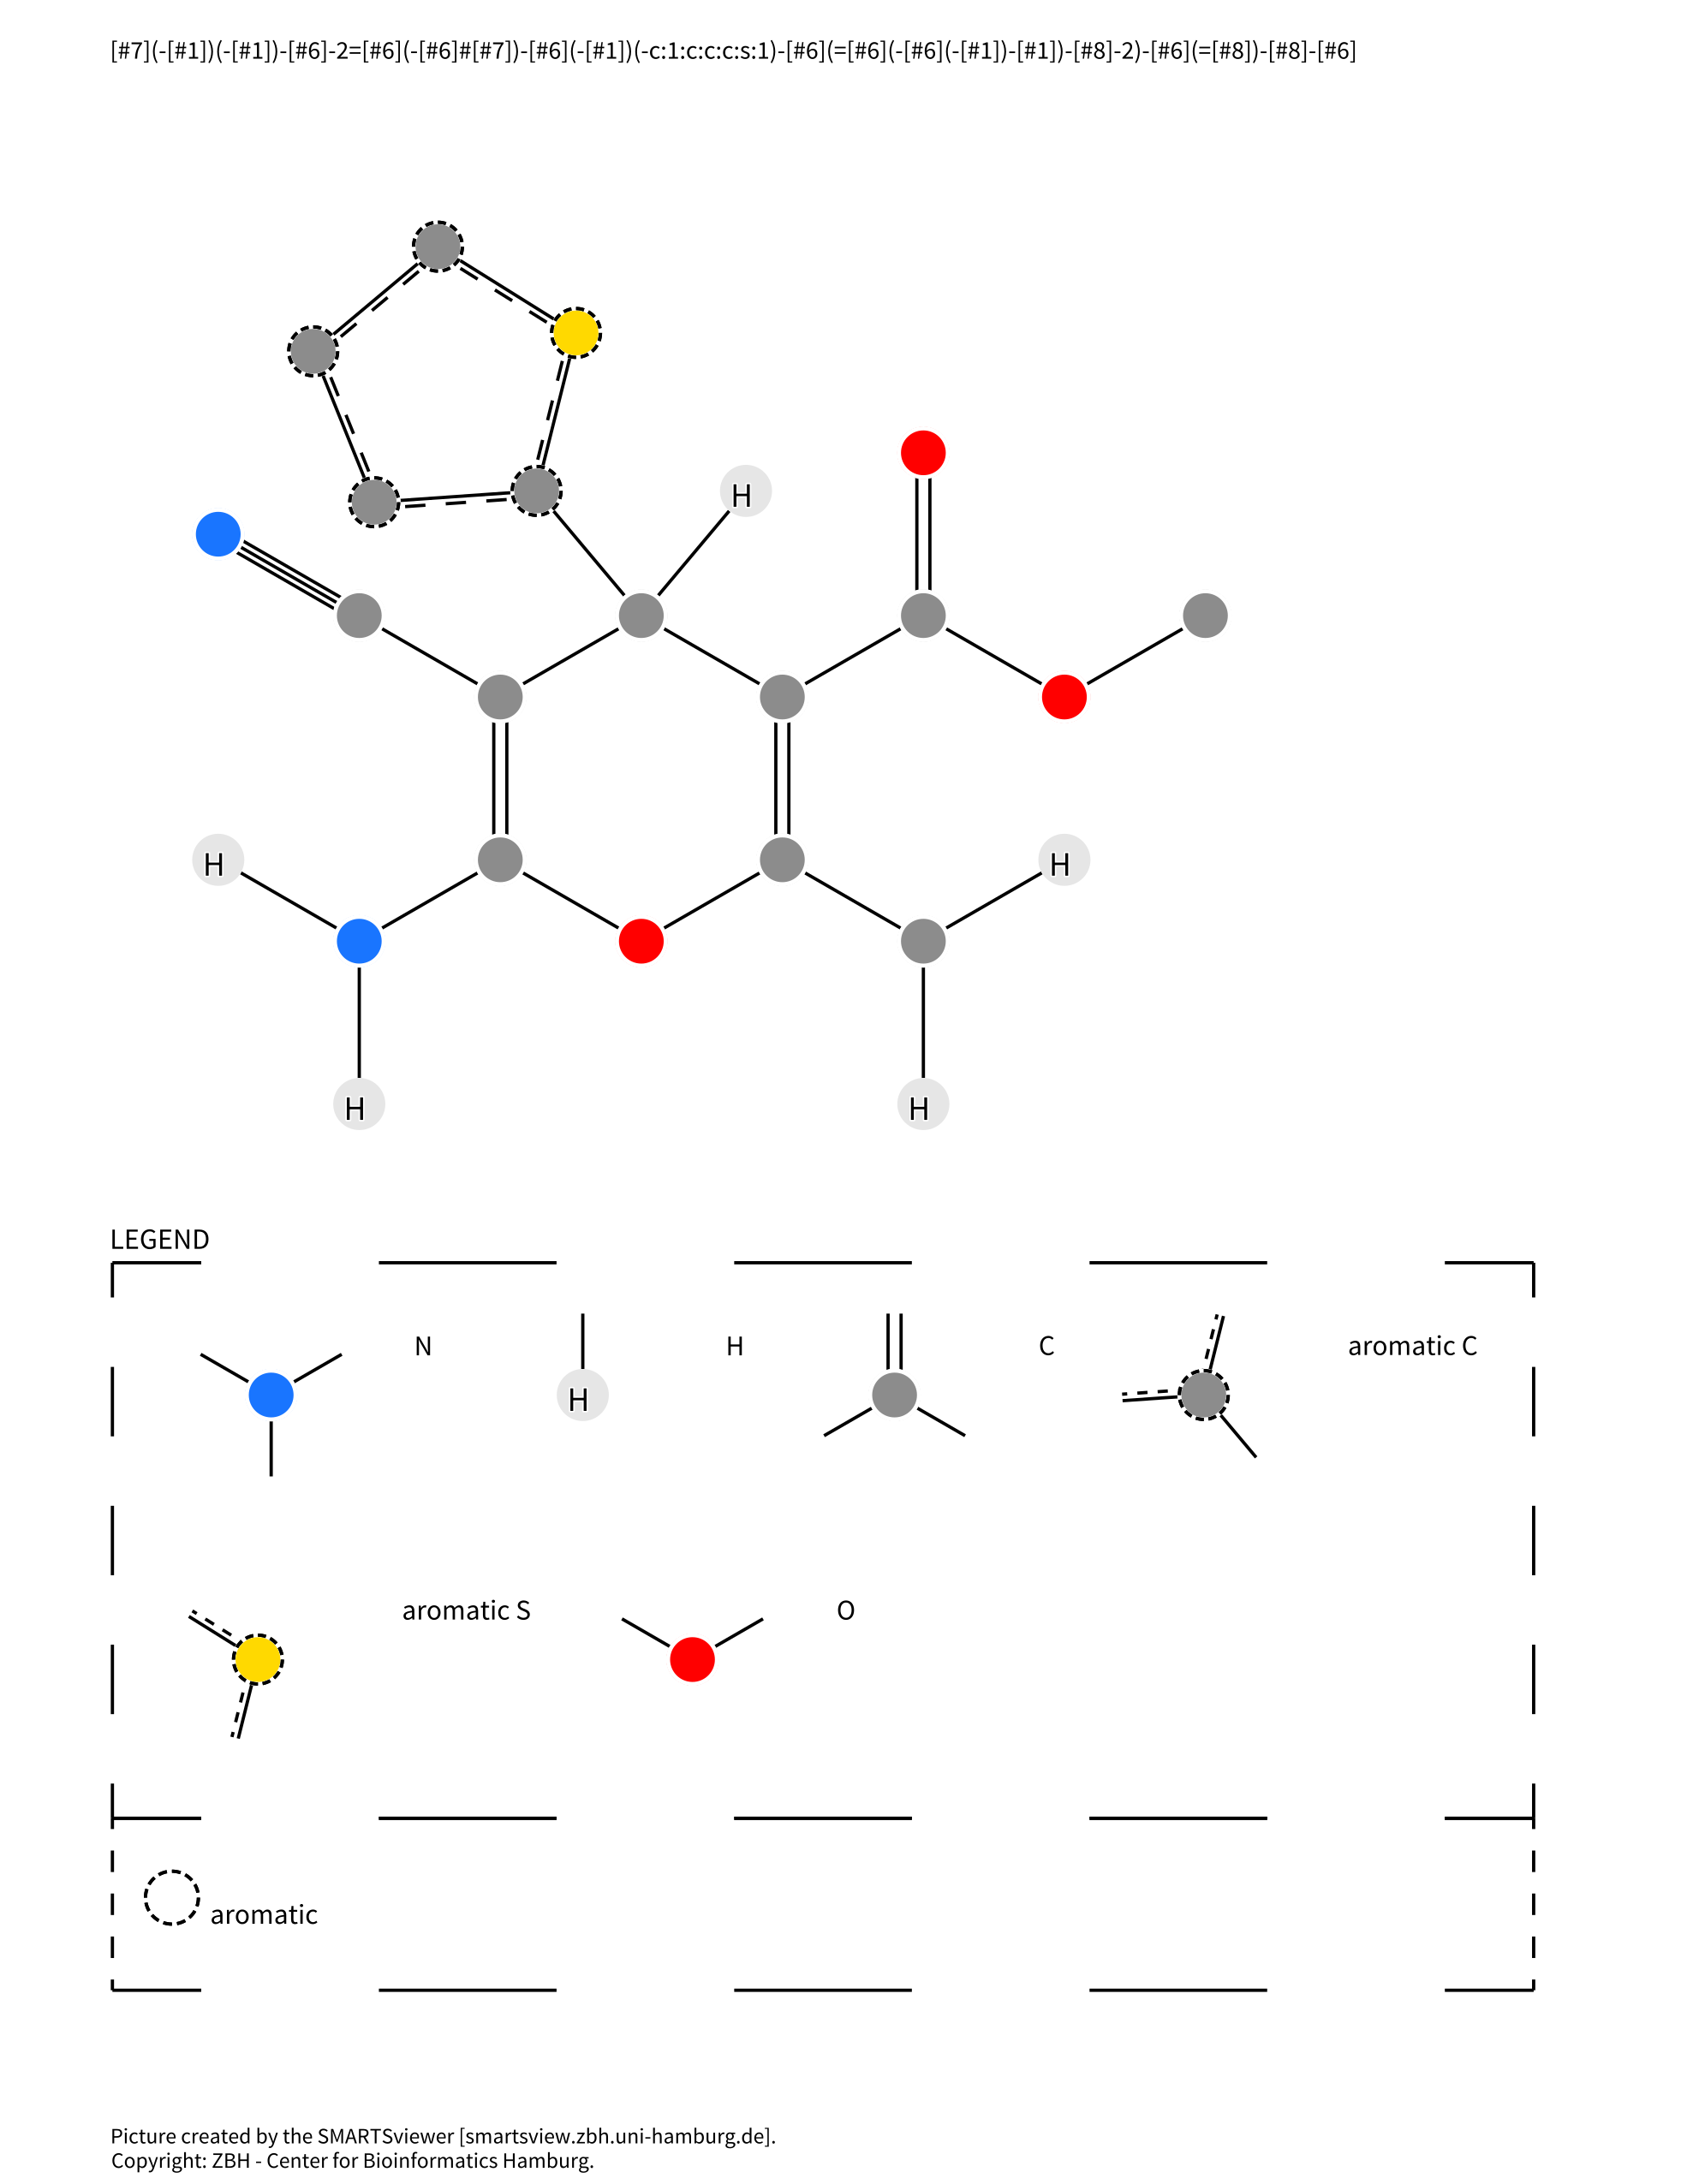 [#7](-[#1])(-[#1])-[#6]-2=[#6](-[#6]#[#7])-[#6](-[#1])(-c:1:c:c:c:s:1)-[#6](=[#6](-[#6](-[#1])-[#1])-[#8]-2)-[#6](=[#8])-[#8]-[#6]
H
H
H
H
H
LEGEND
N
H
H
C
aromatic C
aromatic S
O
aromatic
Picture created by the SMARTSviewer [smartsview.zbh.uni-hamburg.de].
Copyright: ZBH - Center for Bioinformatics Hamburg.